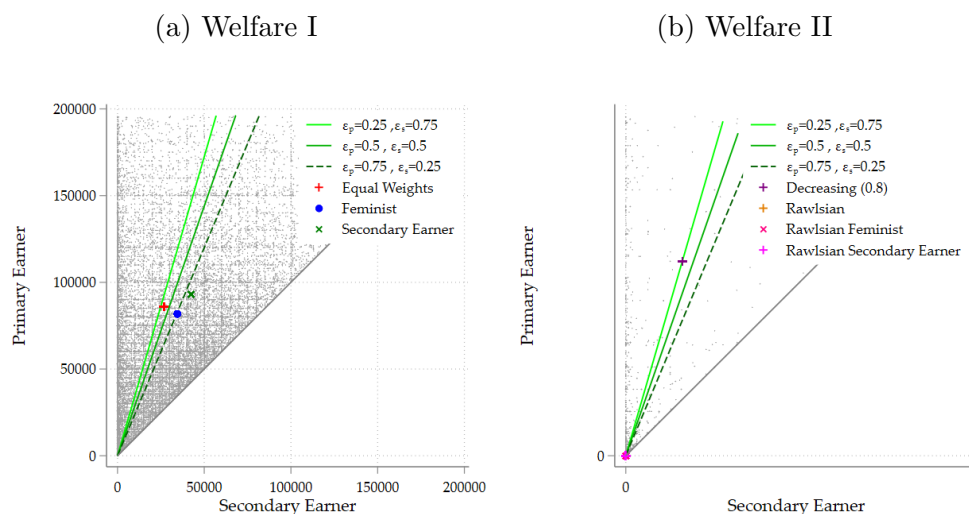 (a) Welfare I
(b) Welfare II
Primary Earner
200000
150000
100000
50000
0
0
50000
100000
150000
200000
Secondary Earner
εp=0.25 ,εs=0.75
εp=0.5 , εs=0.5
εp=0.75 , εs=0.25
Equal Weights
Feminist
Secondary Earner
Primary Earner
0
0
Secondary Earner
εp=0.25 ,εs=0.75
εp=0.5 , εs=0.5
εp=0.75 , εs=0.25
Decreasing (0.8)
Rawlsian
Rawlsian Feminist
Rawlsian Secondary Earner